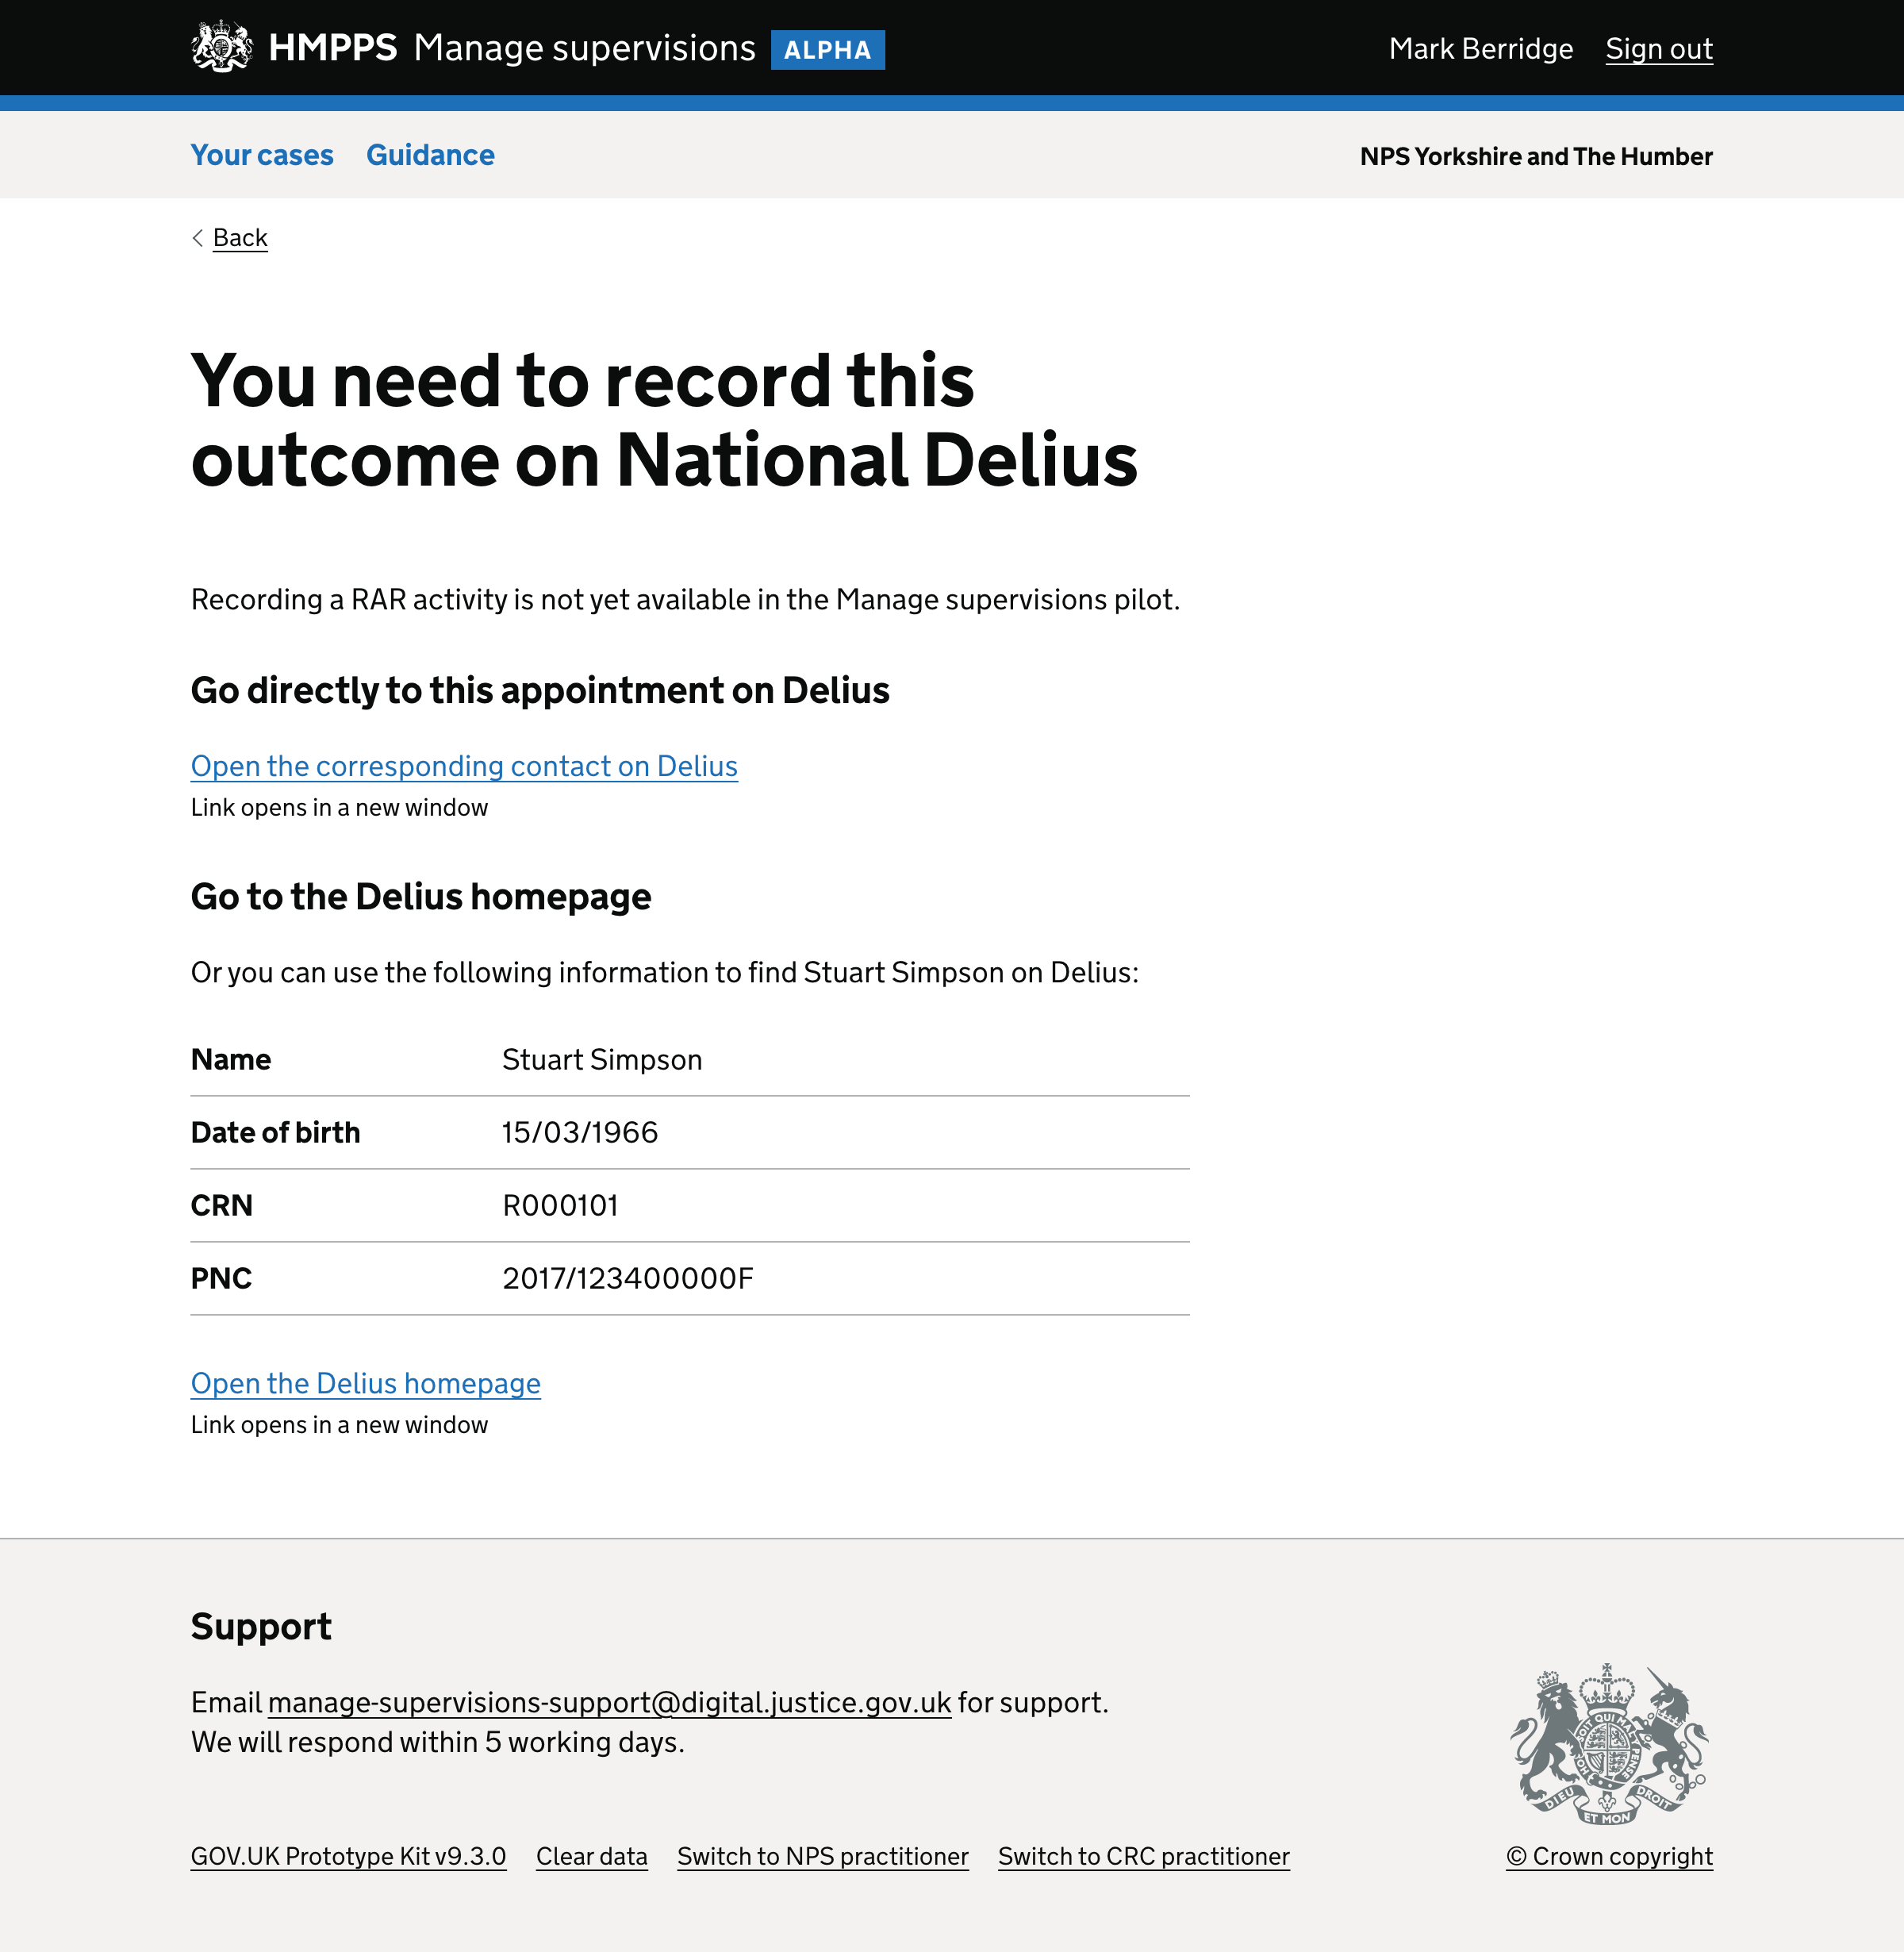 HMPPS Manage supervisions ALPHA
Mark Berridge Sign out
Your cases Guidance
NPS Yorkshire and The Humber
Back
You need to record this
outcome on National Delius
Recording a RAR activity is not yet available in the Manage supervisions pilot.
Go directly to this appointment on Delius
Open the corresponding contact on Delius
Link opens in a new window
Go to the Delius homepage
Or you can use the following information to find Stuart Simpson on Delius:
Name Stuart Simpson
Date of birth 15/03/1966
CRN R000101
PNC 2017/123400000F
Open the Delius homepage
Link opens in a new window
Support
Email manage-supervisions-support@digital.justice.gov.uk for support.
We will respond within 5 working days.
DIEU ET MON DROIT
GOV.UK Prototype Kit v9.3.0 Clear data Switch to NPS practitioner Switch to CRC practitioner
© Crown copyright